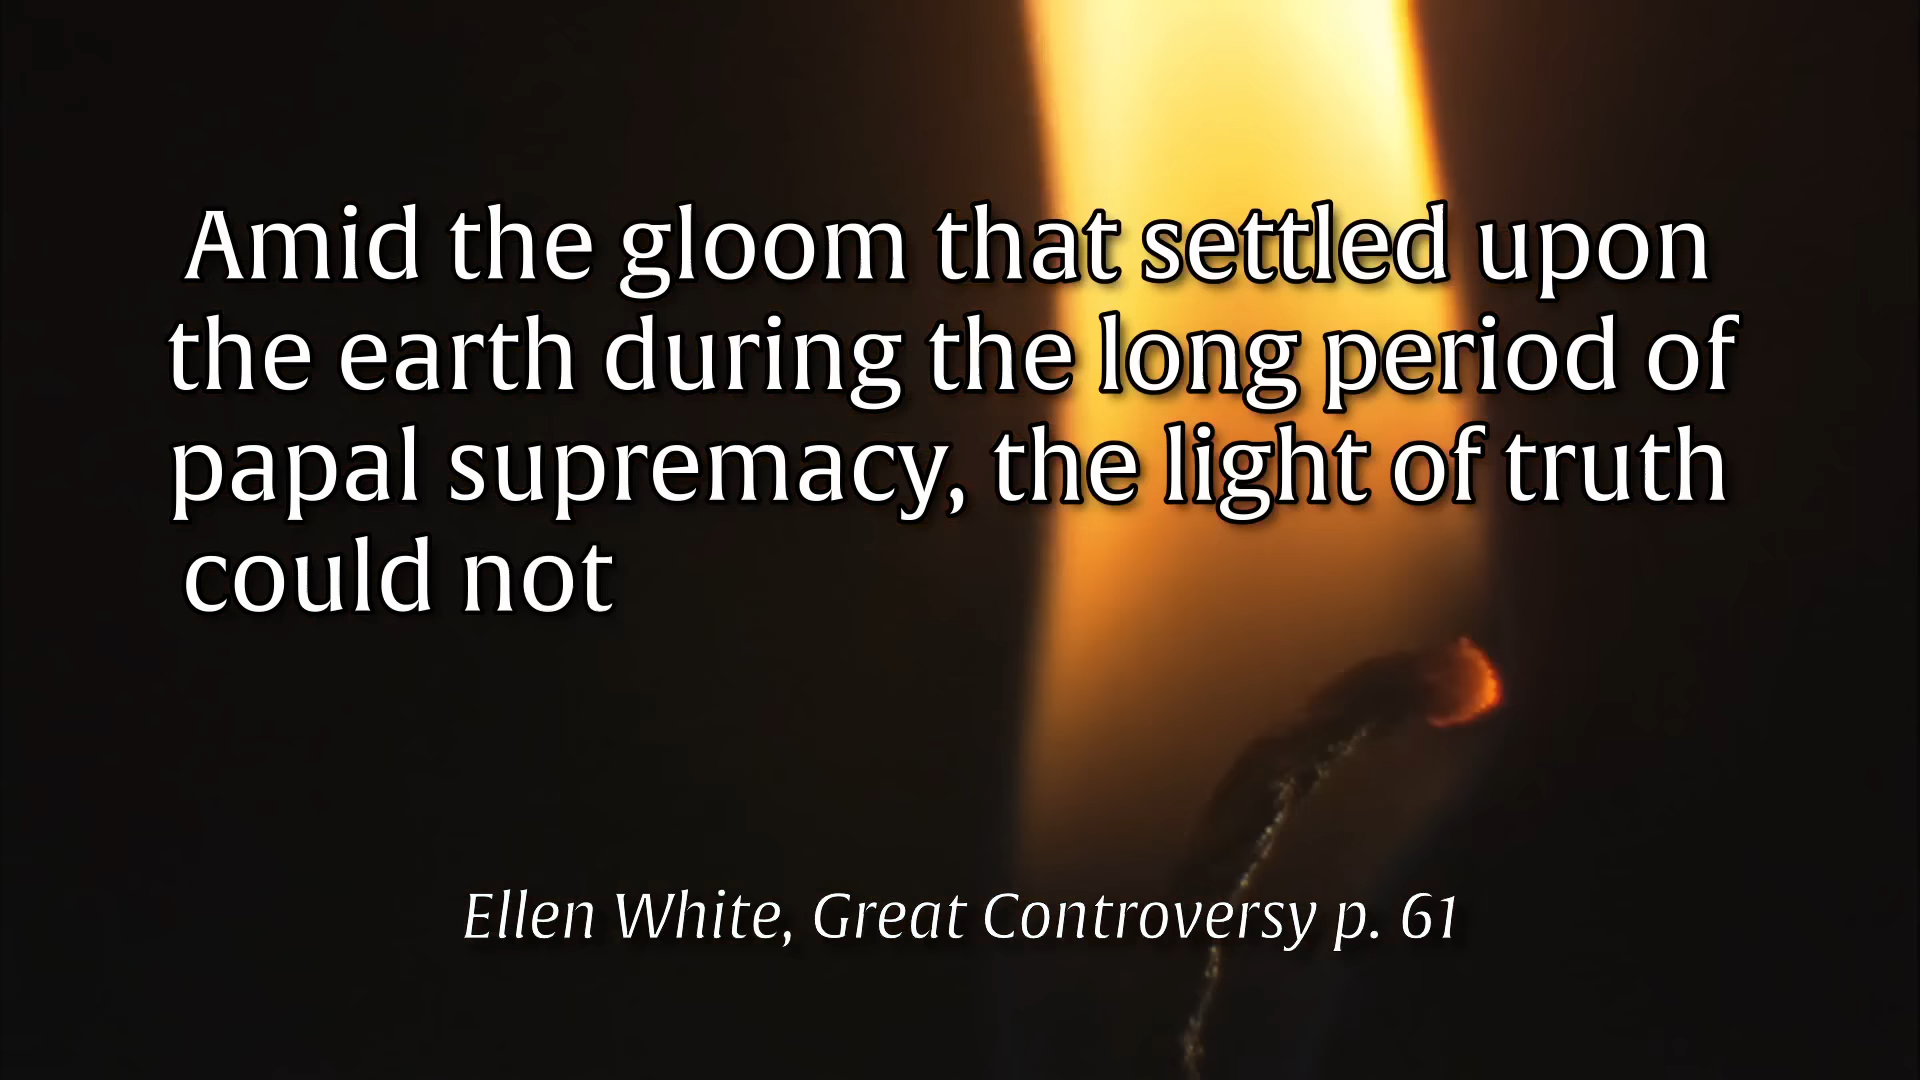 Amid the gloom that settled upon
the earth during the long period of
papal supremacy, the light of truth
could not
Ellen White, Great Controversy p. 61